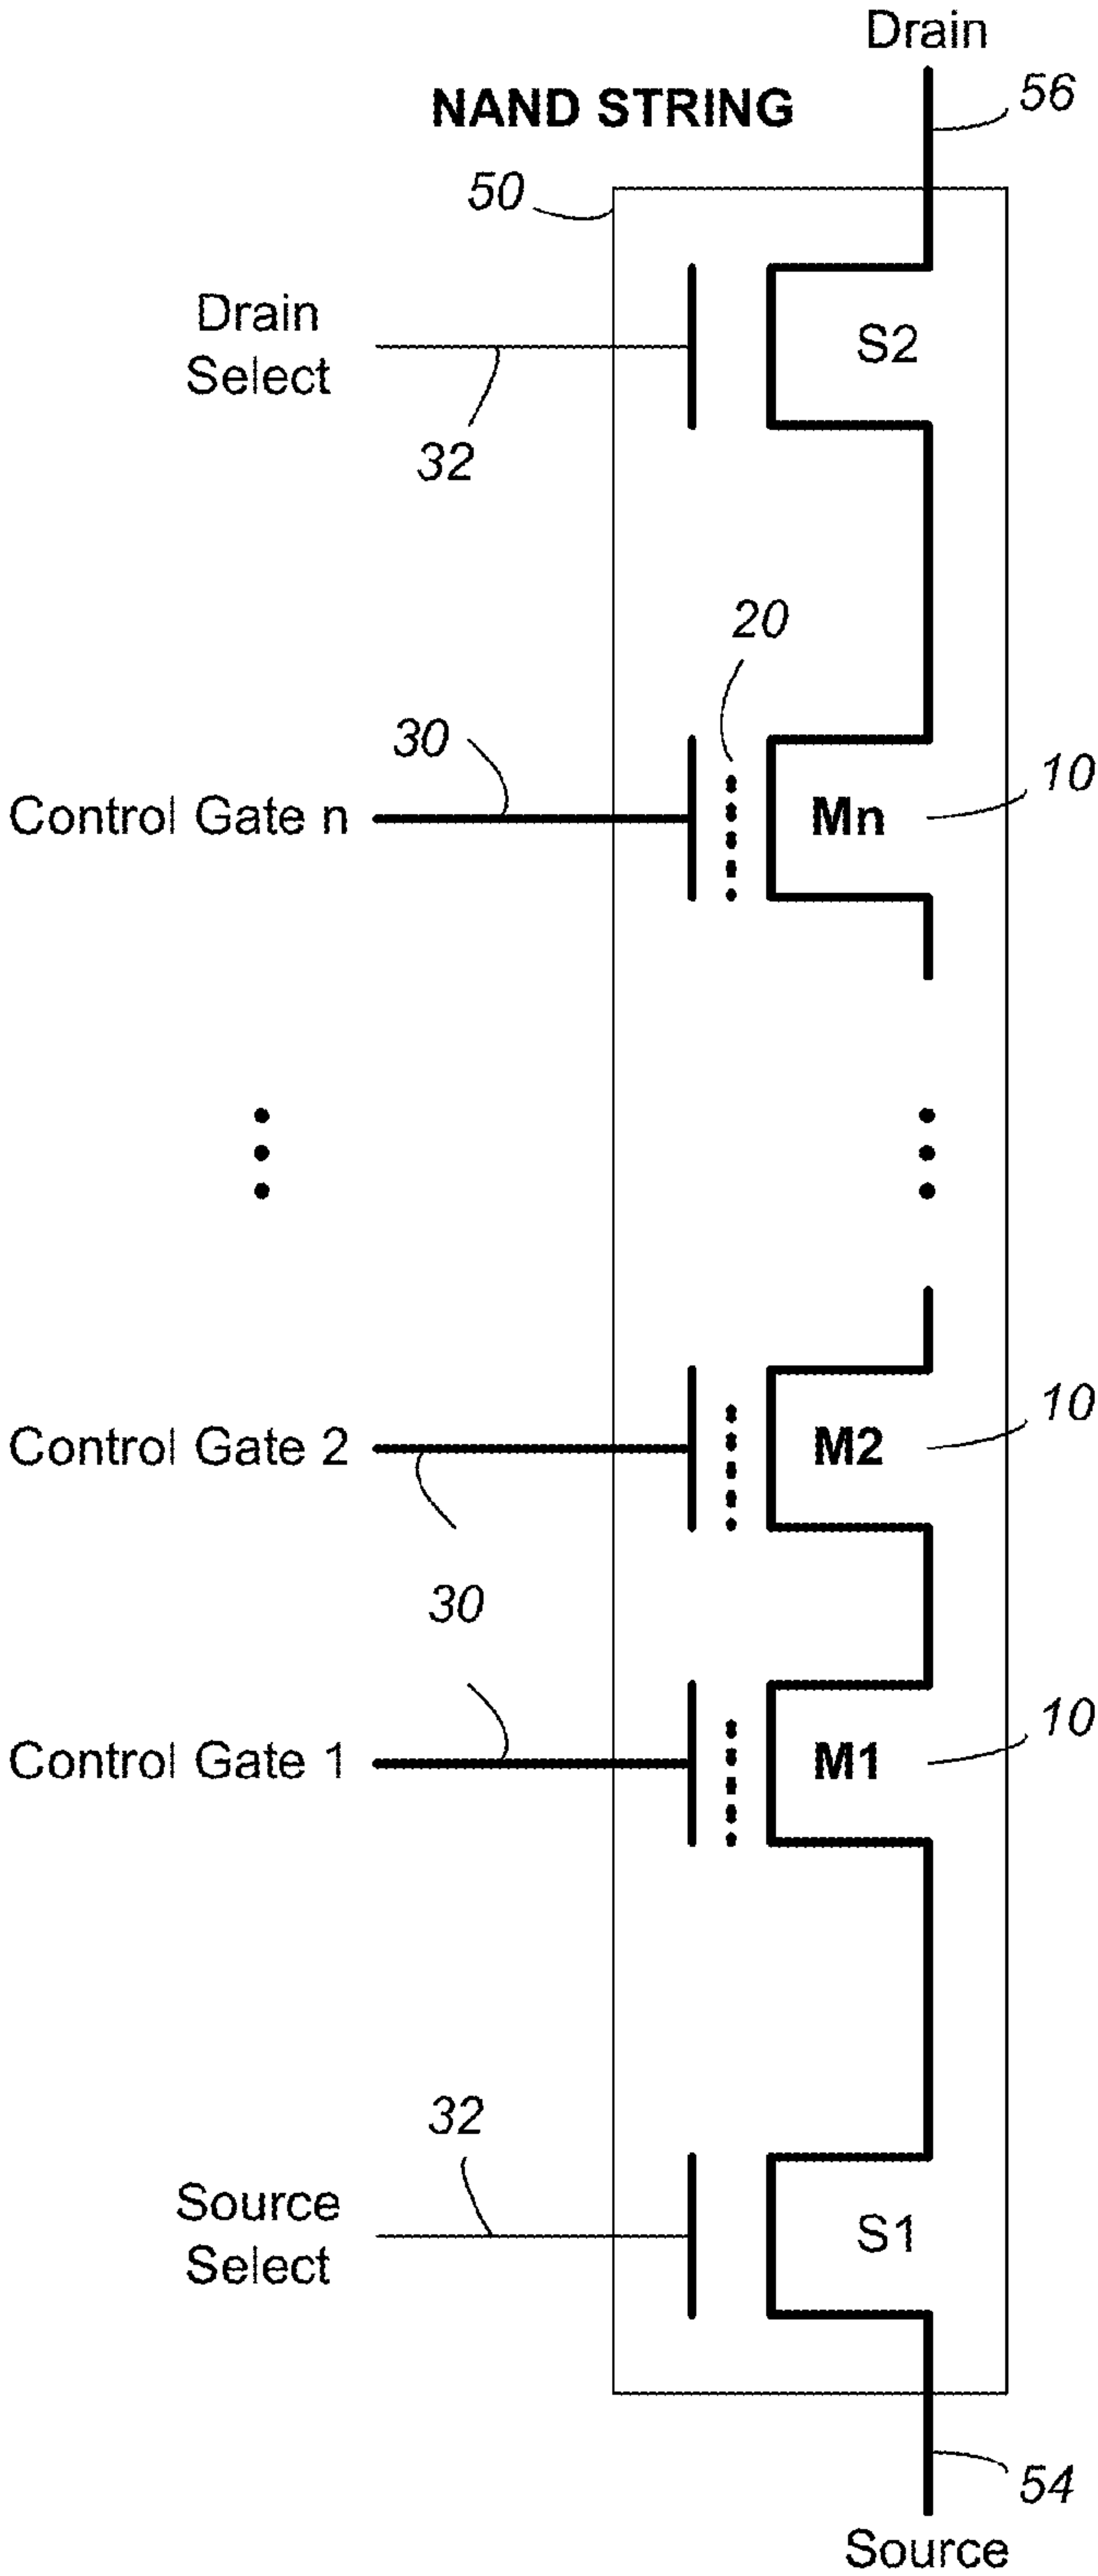 Drain
56
NAND STRING
50
Drain
Select
S2
32
20
30
10
Control Gate n
Mn
10
Control Gate 2
M2
30
10
Control Gate 1
M1
32
Source
Select
S1
54
Source